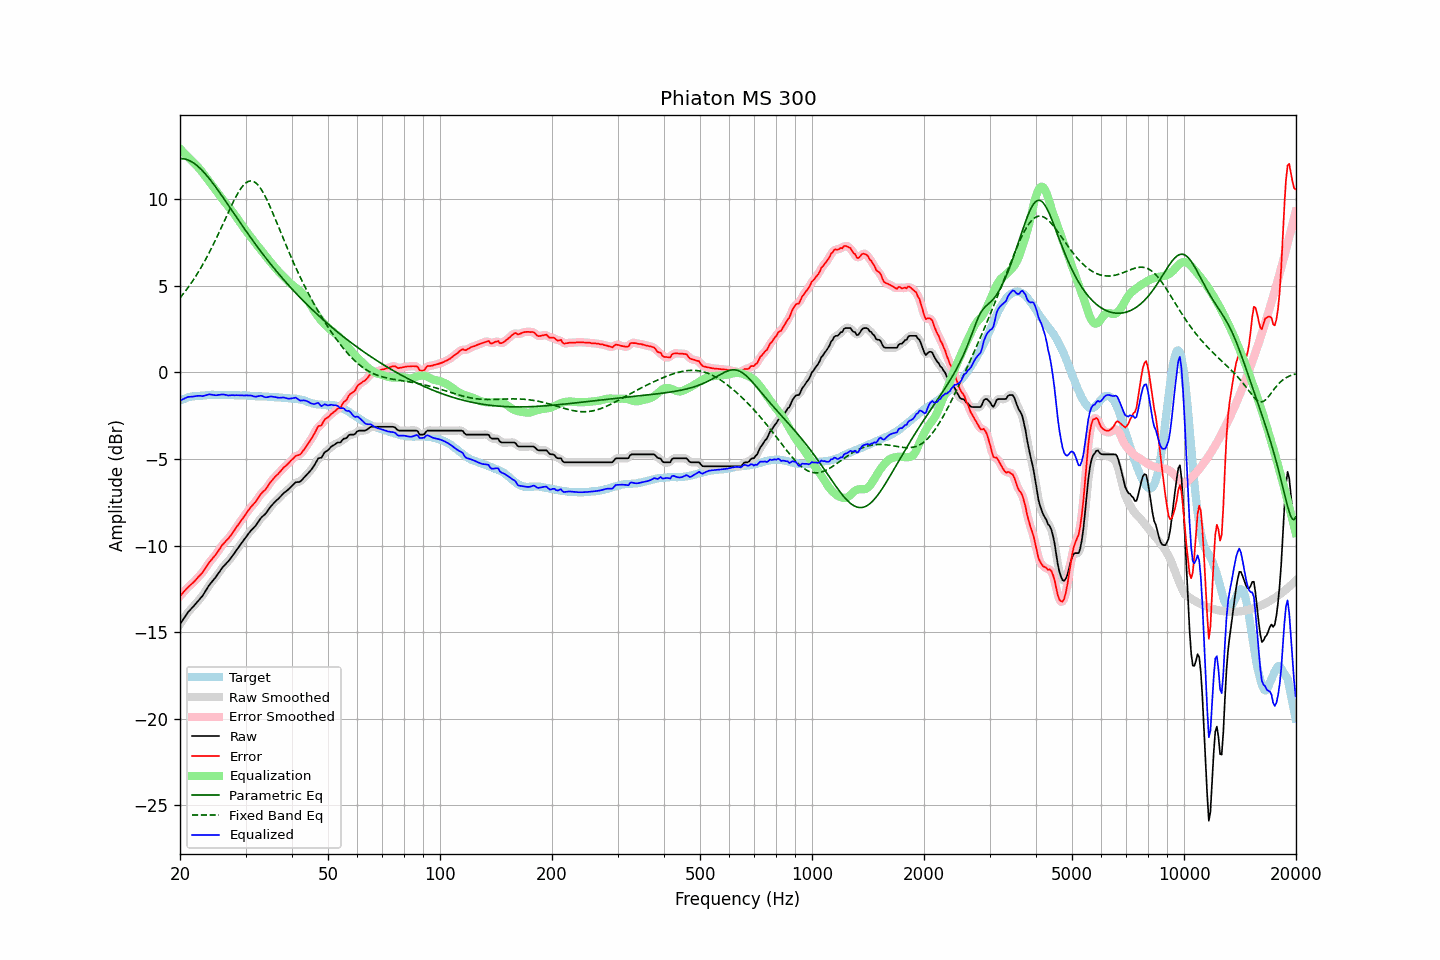 Phiaton MS 300
Amplitude (dBr)
10
5
0
−5
−10
−15
−20
−25
Target
Raw Smoothed
Error Smoothed
Raw
Error
Equalization
Parametric Eq
Fixed Band Eq
Equalized
20 50 100 200 500 1000 2000 5000 10000 20000
Frequency (Hz)